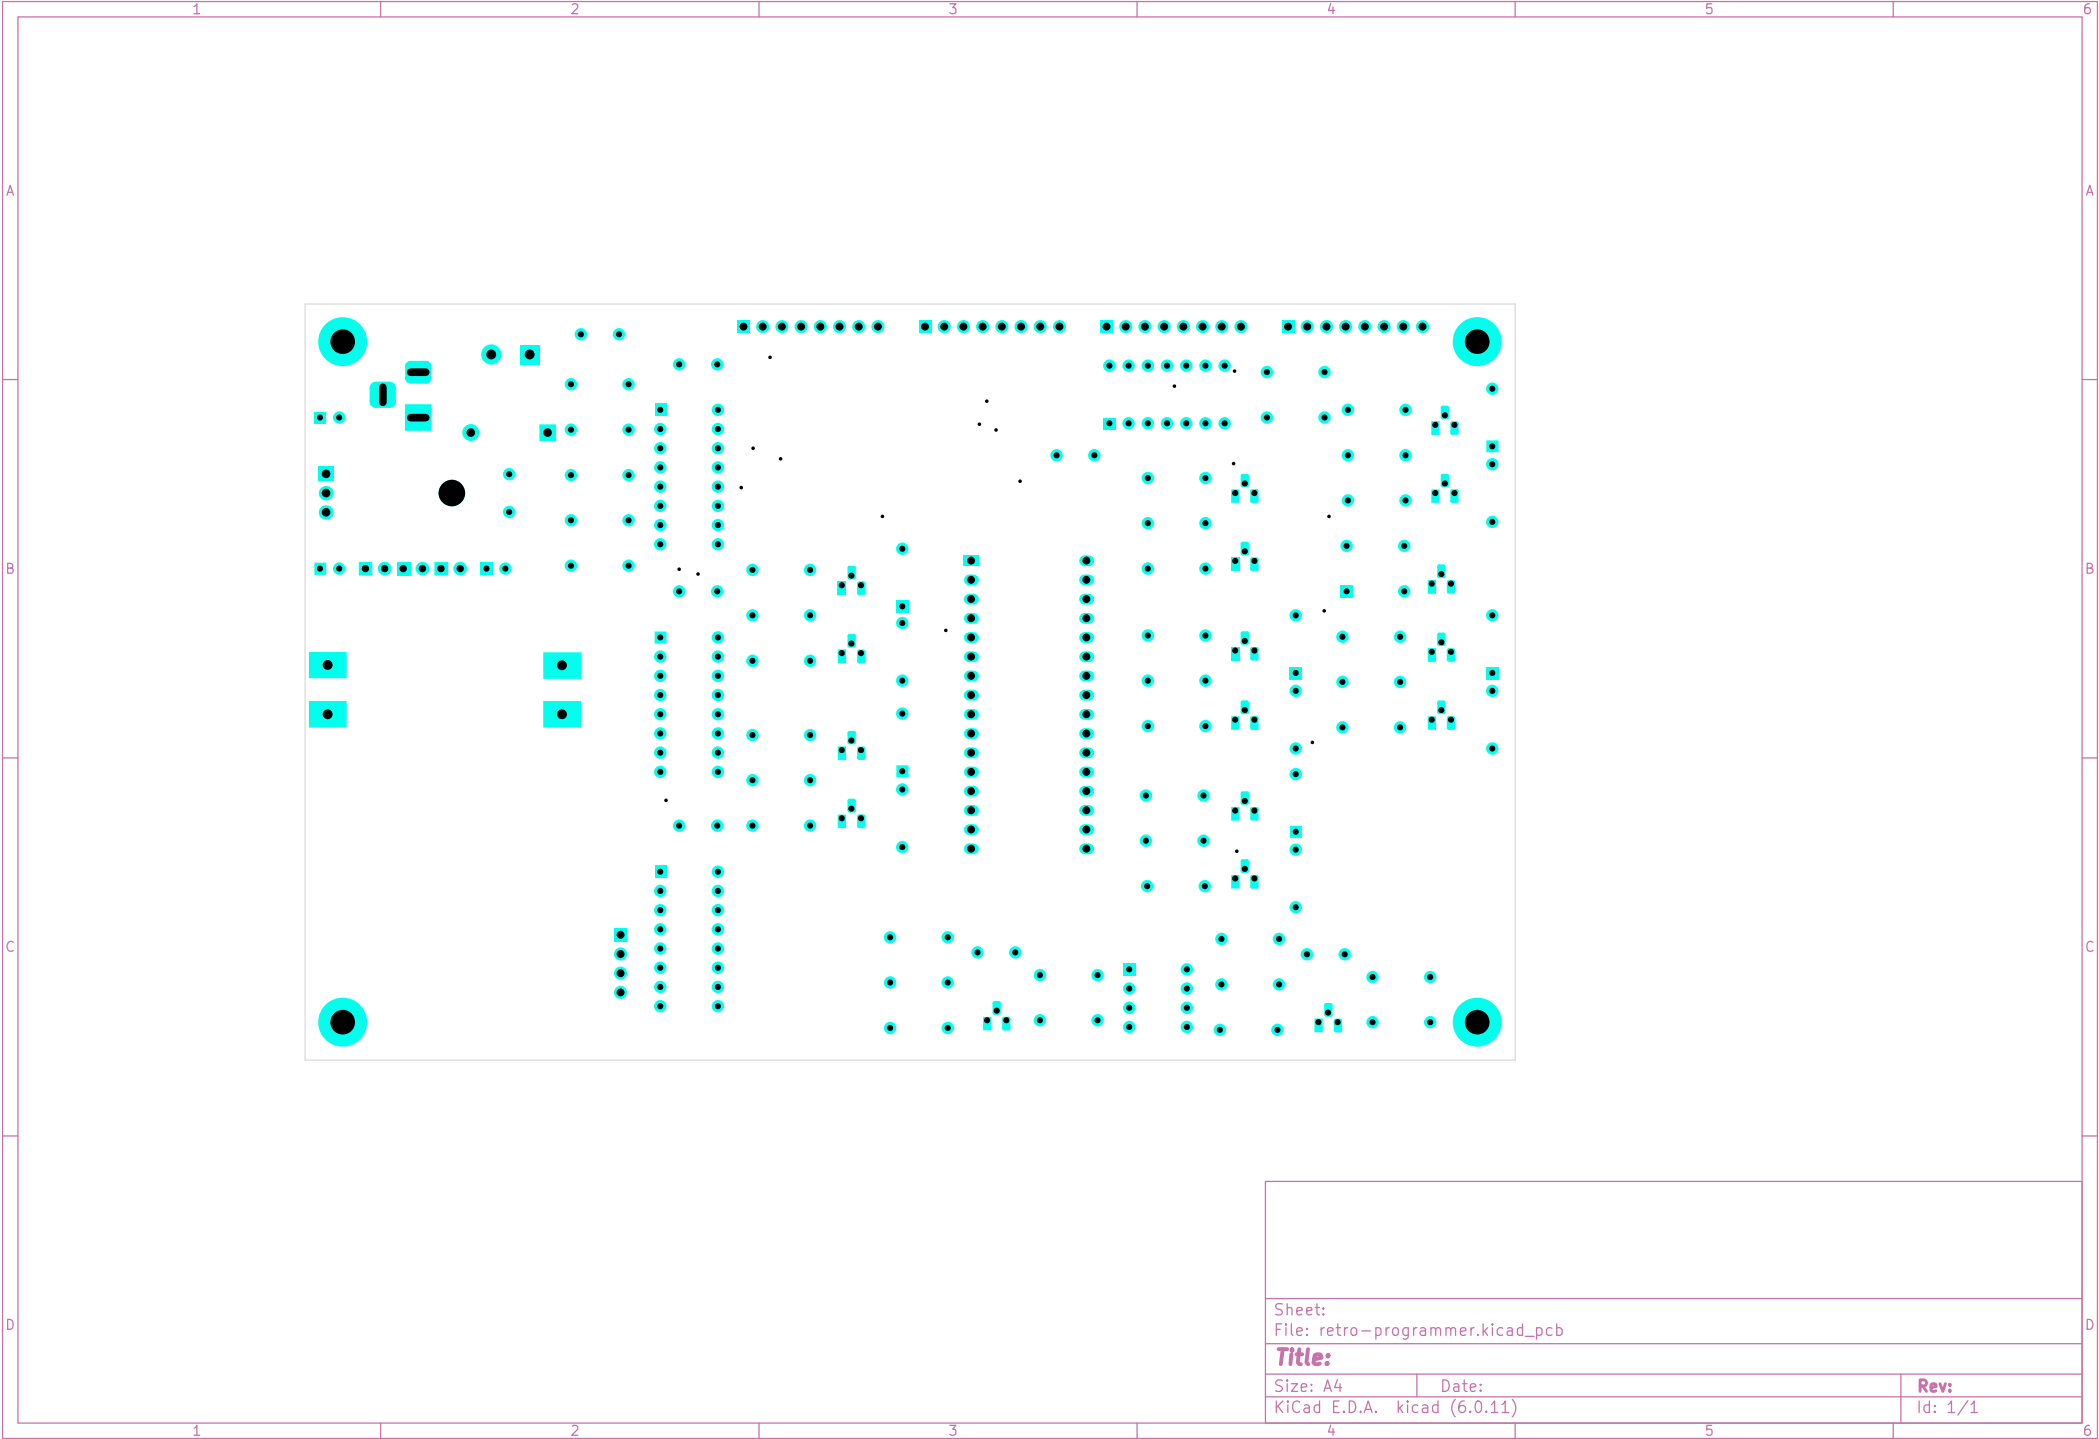 1 2 3 4 5 6
A A
B B
C C
D D
Sheet:
File: retro-programmer.kicad_pcb
Title:
Size: A4 Date: Rev:
KiCad E.D.A. kicad (6.0.11) Id: 1/1
1 2 3 4 5 6